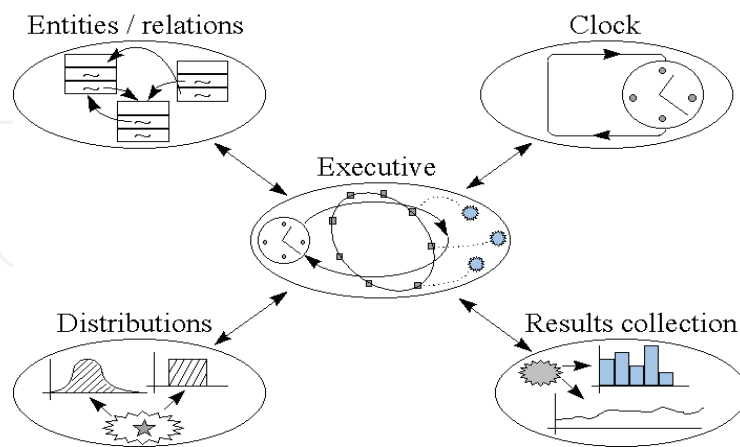 Entities / relations
Clock
Executive
Distributions
Results collection